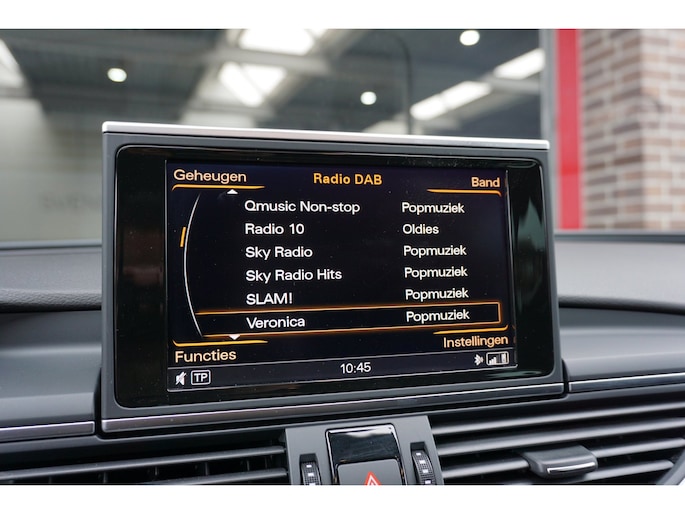 Geheugen Radio DAB Band
Qmusic Non-stop Popmuziek
Radio 10 Oldies
Sky Radio Popmuziek
Sky Radio Hits Popmuziek
SLAM! Popmuziek
Veronica Popmuziek
Functies Instellingen
TP 10:45